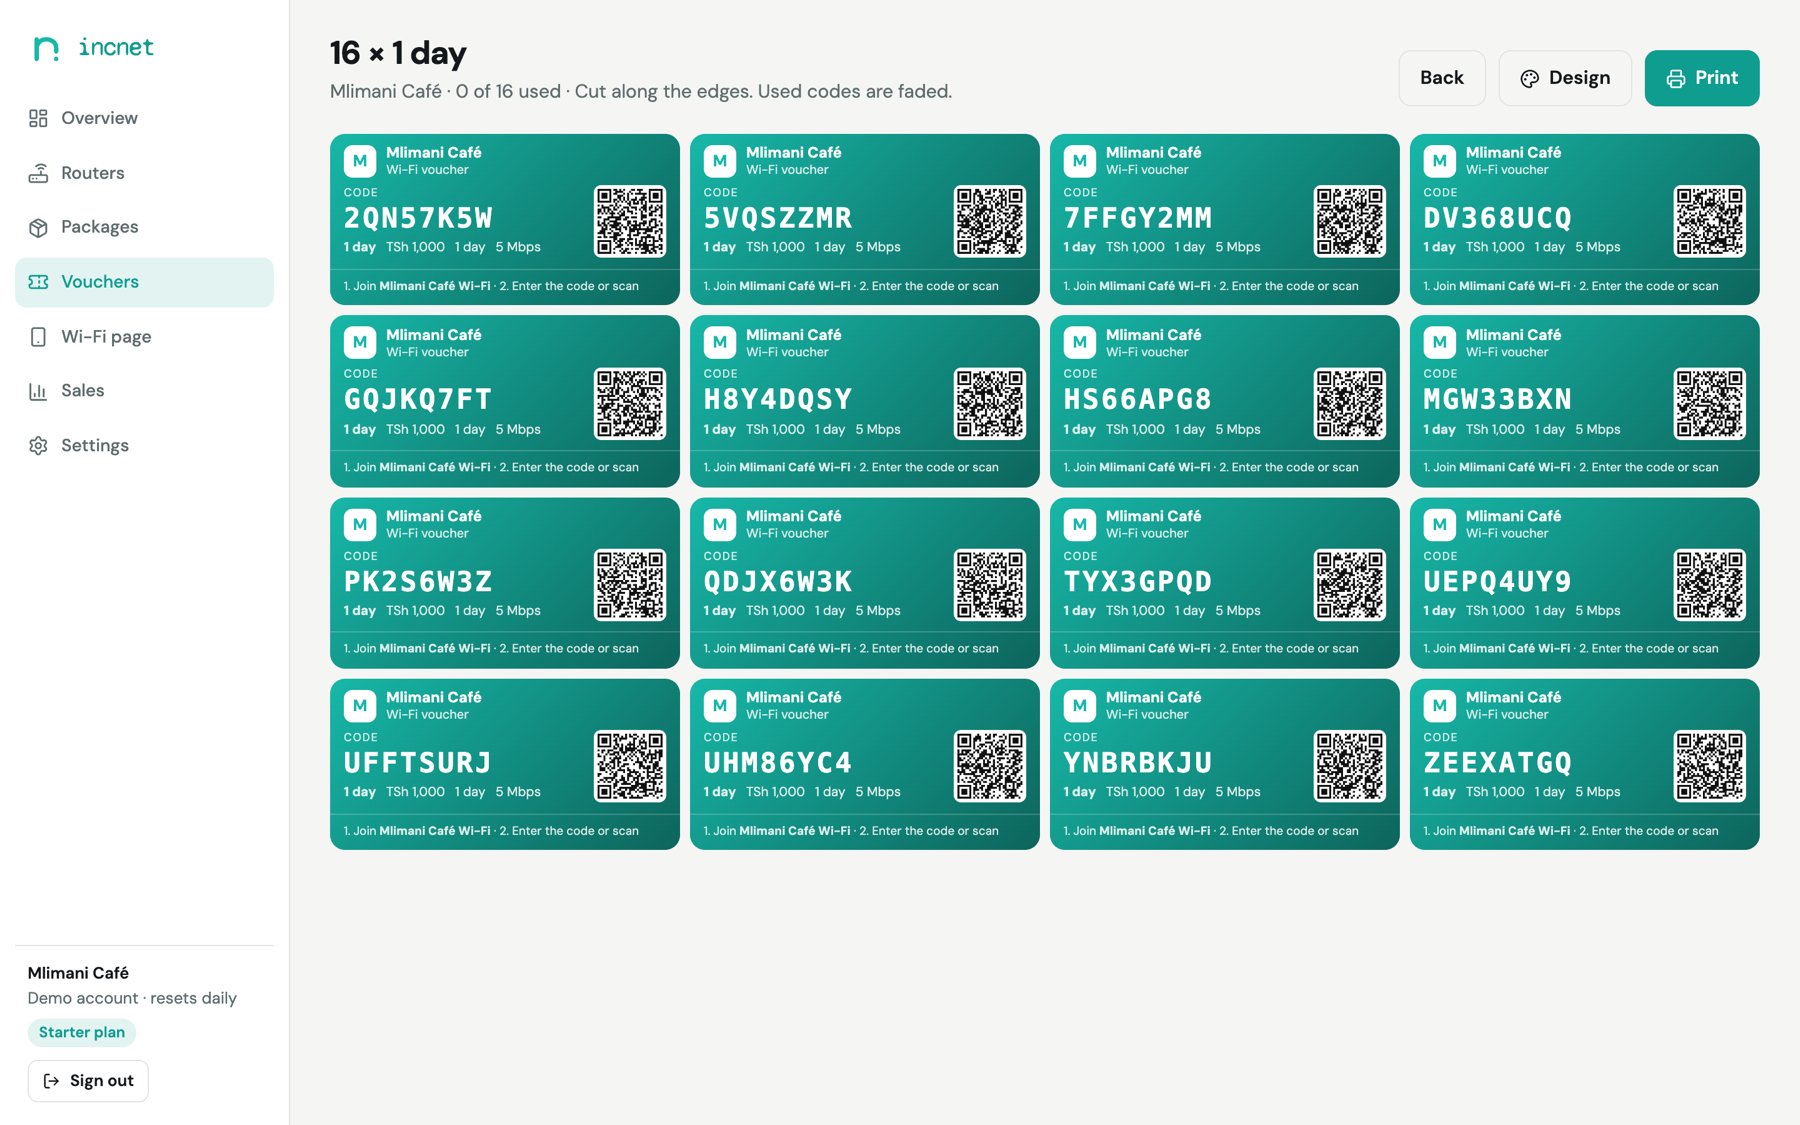 incnet
Overview
Routers
Packages
Vouchers
Wi-Fi page
Sales
Settings
Mlimani Café
Demo account · resets daily
Starter plan
Sign out
16 × 1 day
Mlimani Café · 0 of 16 used · Cut along the edges. Used codes are faded.
Back
Design
Print
M
Mlimani Café
Wi-Fi voucher
CODE
2QN57K5W
1 day TSh 1,000 1 day 5 Mbps
1. Join Mlimani Café Wi-Fi · 2. Enter the code or scan
M
Mlimani Café
Wi-Fi voucher
CODE
5VQSZZMR
1 day TSh 1,000 1 day 5 Mbps
1. Join Mlimani Café Wi-Fi · 2. Enter the code or scan
M
Mlimani Café
Wi-Fi voucher
CODE
7FFGY2MM
1 day TSh 1,000 1 day 5 Mbps
1. Join Mlimani Café Wi-Fi · 2. Enter the code or scan
M
Mlimani Café
Wi-Fi voucher
CODE
DV368UCQ
1 day TSh 1,000 1 day 5 Mbps
1. Join Mlimani Café Wi-Fi · 2. Enter the code or scan
M
Mlimani Café
Wi-Fi voucher
CODE
GQJKQ7FT
1 day TSh 1,000 1 day 5 Mbps
1. Join Mlimani Café Wi-Fi · 2. Enter the code or scan
M
Mlimani Café
Wi-Fi voucher
CODE
H8Y4DQSY
1 day TSh 1,000 1 day 5 Mbps
1. Join Mlimani Café Wi-Fi · 2. Enter the code or scan
M
Mlimani Café
Wi-Fi voucher
CODE
HS66APG8
1 day TSh 1,000 1 day 5 Mbps
1. Join Mlimani Café Wi-Fi · 2. Enter the code or scan
M
Mlimani Café
Wi-Fi voucher
CODE
MGW33BXN
1 day TSh 1,000 1 day 5 Mbps
1. Join Mlimani Café Wi-Fi · 2. Enter the code or scan
M
Mlimani Café
Wi-Fi voucher
CODE
PK2S6W3Z
1 day TSh 1,000 1 day 5 Mbps
1. Join Mlimani Café Wi-Fi · 2. Enter the code or scan
M
Mlimani Café
Wi-Fi voucher
CODE
QDJX6W3K
1 day TSh 1,000 1 day 5 Mbps
1. Join Mlimani Café Wi-Fi · 2. Enter the code or scan
M
Mlimani Café
Wi-Fi voucher
CODE
TYX3GPQD
1 day TSh 1,000 1 day 5 Mbps
1. Join Mlimani Café Wi-Fi · 2. Enter the code or scan
M
Mlimani Café
Wi-Fi voucher
CODE
UEPQ4UY9
1 day TSh 1,000 1 day 5 Mbps
1. Join Mlimani Café Wi-Fi · 2. Enter the code or scan
M
Mlimani Café
Wi-Fi voucher
CODE
UFFTSURJ
1 day TSh 1,000 1 day 5 Mbps
1. Join Mlimani Café Wi-Fi · 2. Enter the code or scan
M
Mlimani Café
Wi-Fi voucher
CODE
UHM86YC4
1 day TSh 1,000 1 day 5 Mbps
1. Join Mlimani Café Wi-Fi · 2. Enter the code or scan
M
Mlimani Café
Wi-Fi voucher
CODE
YNBRBKJU
1 day TSh 1,000 1 day 5 Mbps
1. Join Mlimani Café Wi-Fi · 2. Enter the code or scan
M
Mlimani Café
Wi-Fi voucher
CODE
ZEEXATGQ
1 day TSh 1,000 1 day 5 Mbps
1. Join Mlimani Café Wi-Fi · 2. Enter the code or scan